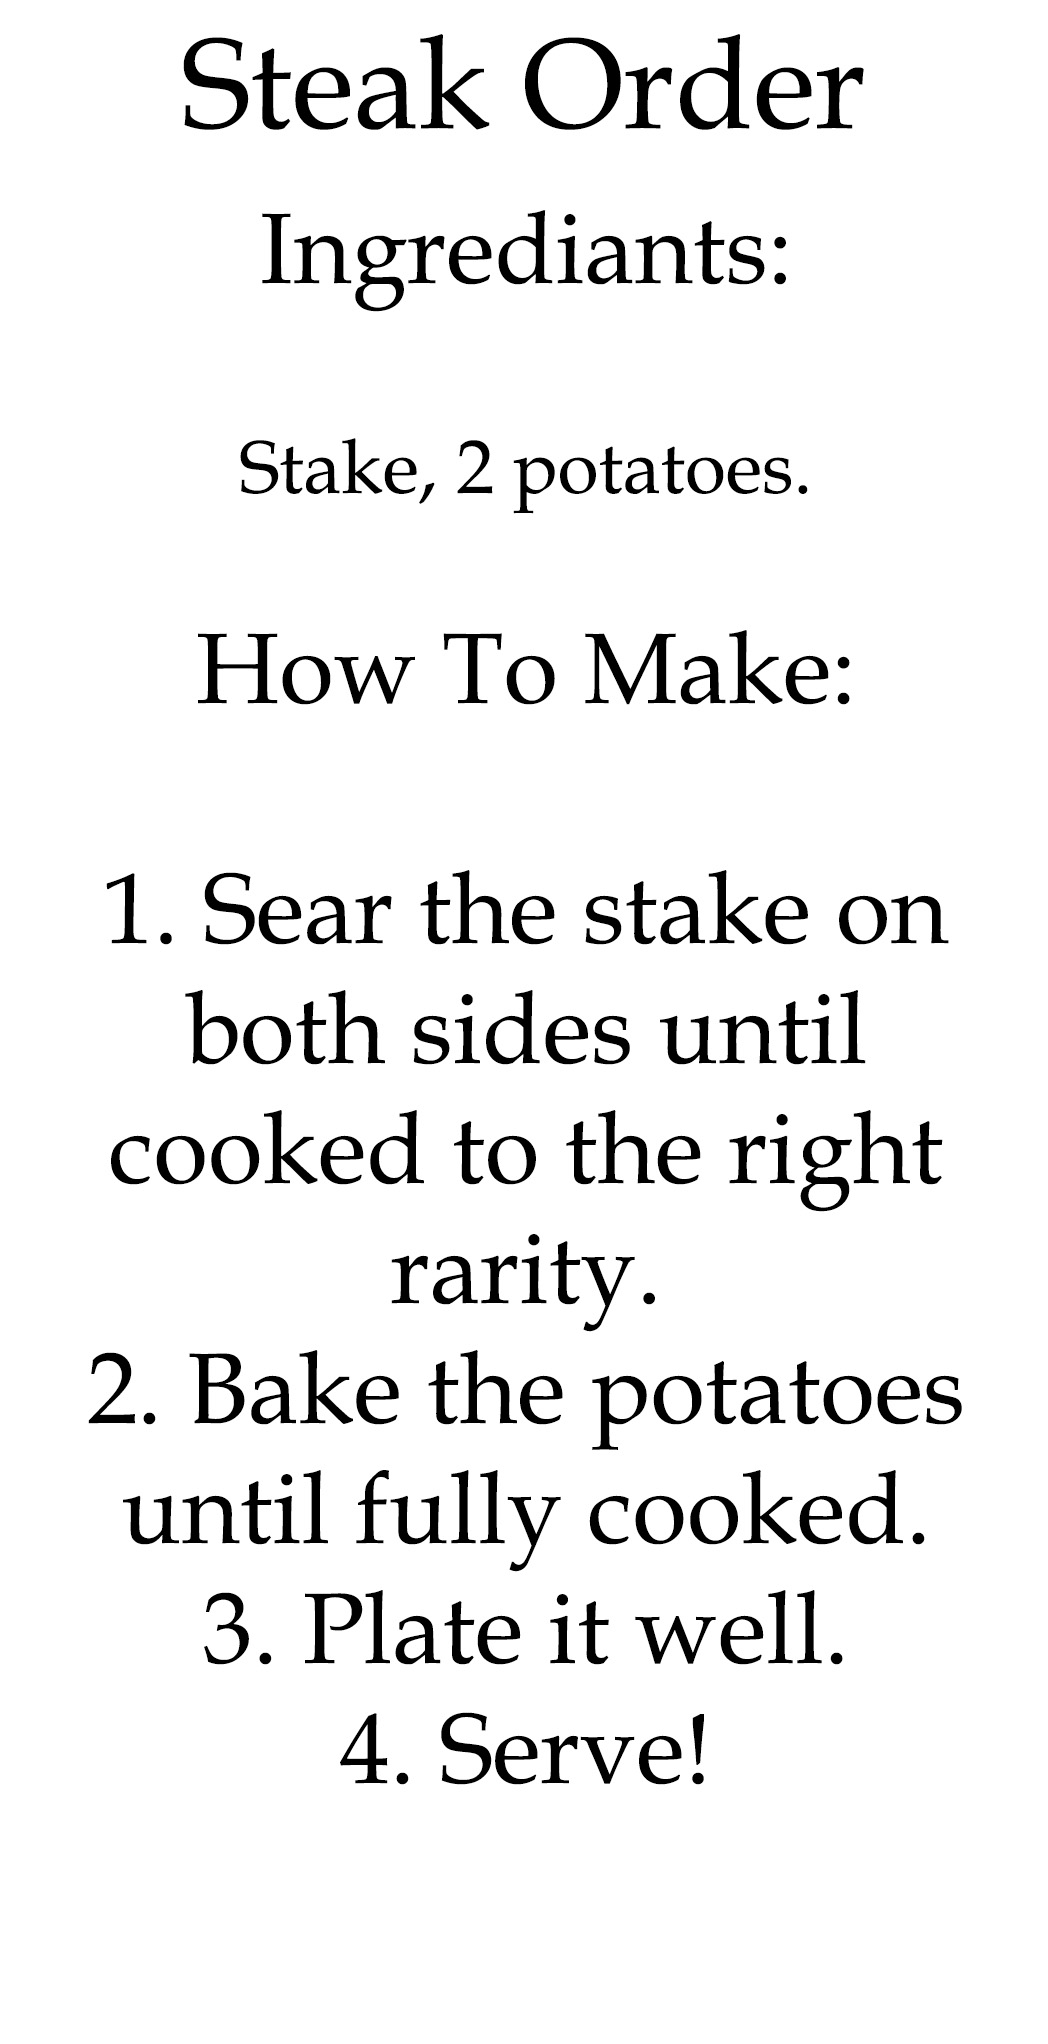 Steak Order
Ingrediants:
Stake, 2 potatoes.
How To Make:
1. Sear the stake on
both sides until
cooked to the right
rarity.
2. Bake the potatoes
until fully cooked.
3. Plate it well.
4. Serve!